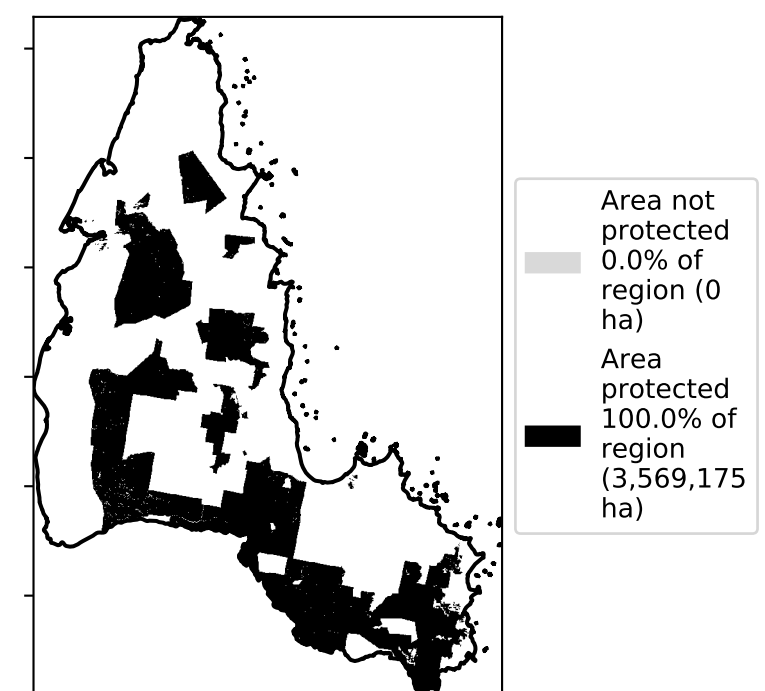 Area not
protected
0.0% of
region (0
ha)
Area
protected
100.0% of
region
(3,569,175
ha)